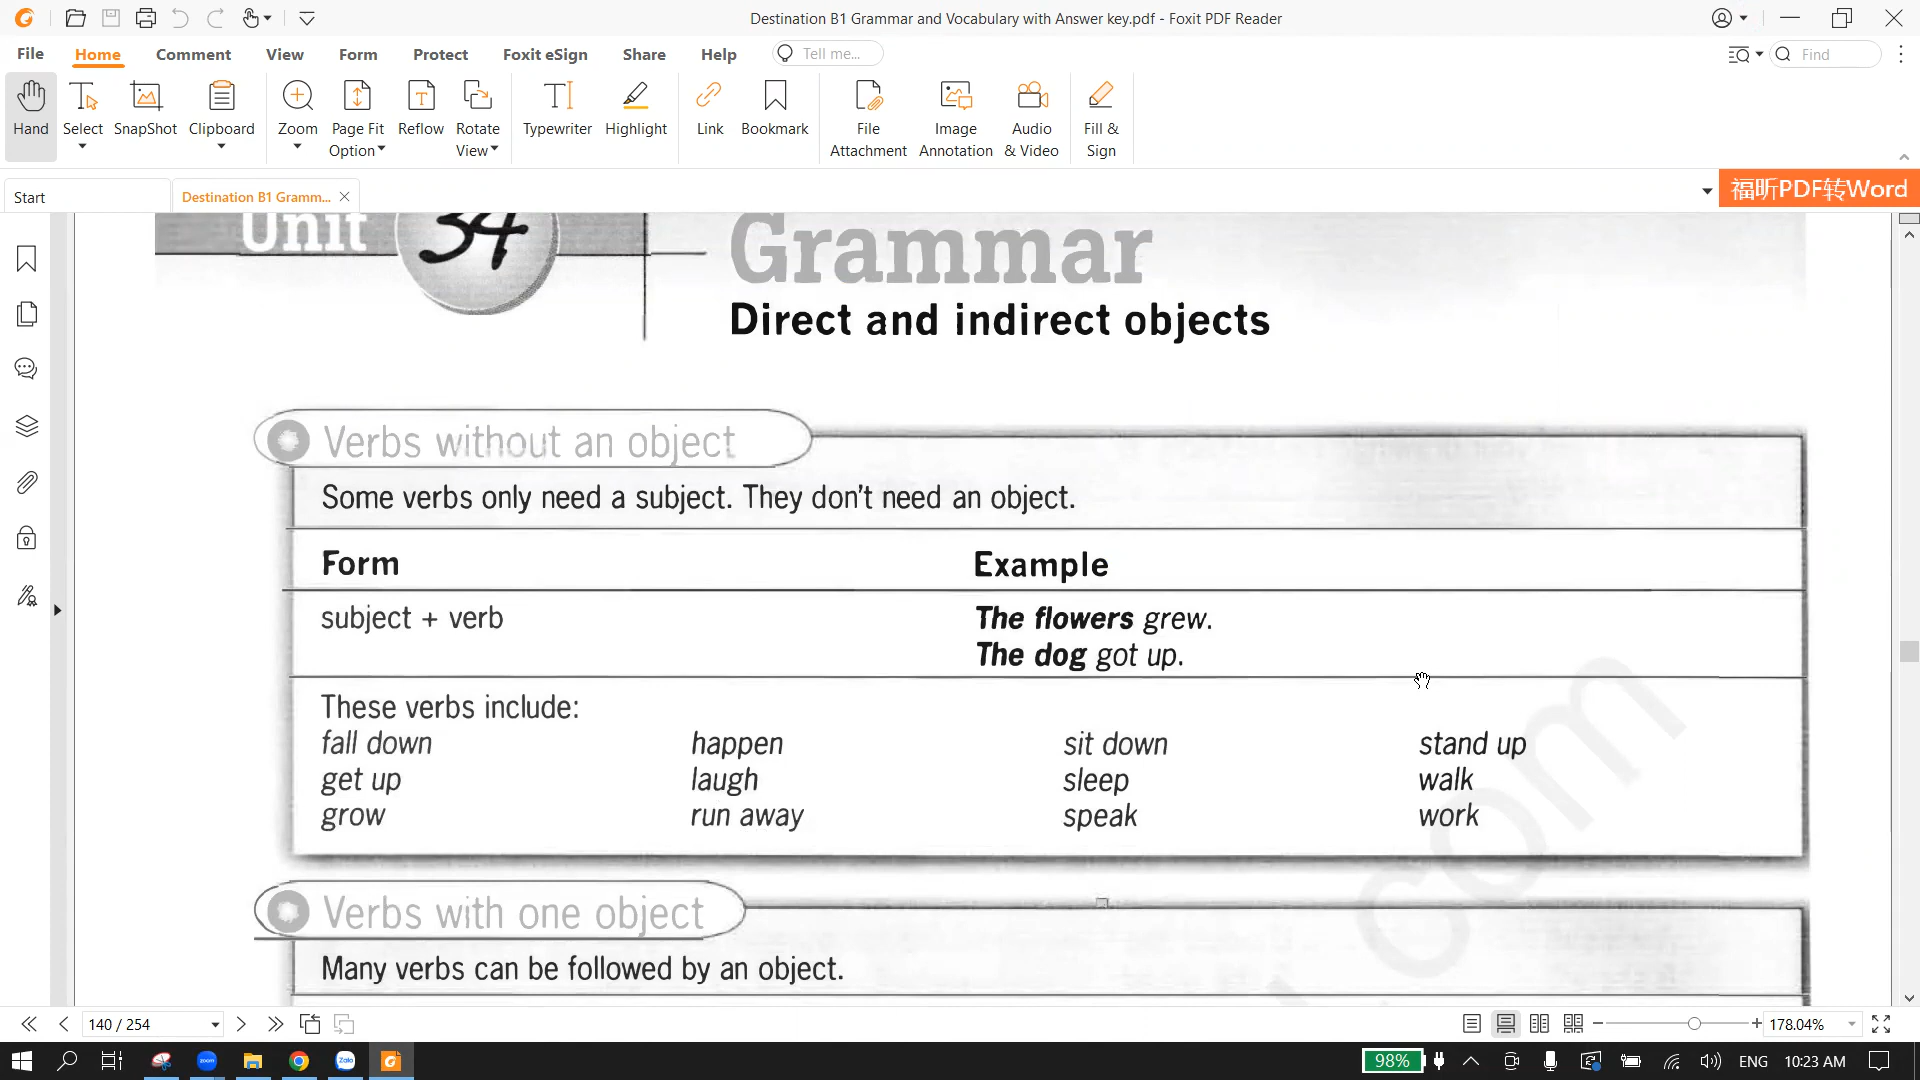 Destination B1 Grammar and Vocabulary with Answer key.pdf - Foxit PDF Reader
File Home Comment View Form Protect Foxit eSign Share Help Tell me... Find
Hand Select SnapShot Clipboard Zoom Page Fit Option Reflow Rotate View Typewriter Highlight Link Bookmark File Attachment Image Annotation Audio & Video Fill & Sign
Start Destination B1 Gramm... 福昕PDF转Word
Unit 34 Grammar
Direct and indirect objects
Verbs without an object
Some verbs only need a subject. They don't need an object.
Form Example
subject + verb The flowers grew.
The dog got up.
These verbs include:
fall down happen sit down stand up
get up laugh sleep walk
grow run away speak work
Verbs with one object
Many verbs can be followed by an object.
.com
140 / 254 178.04%
zoom Zalo 98% ENG 10:23 AM